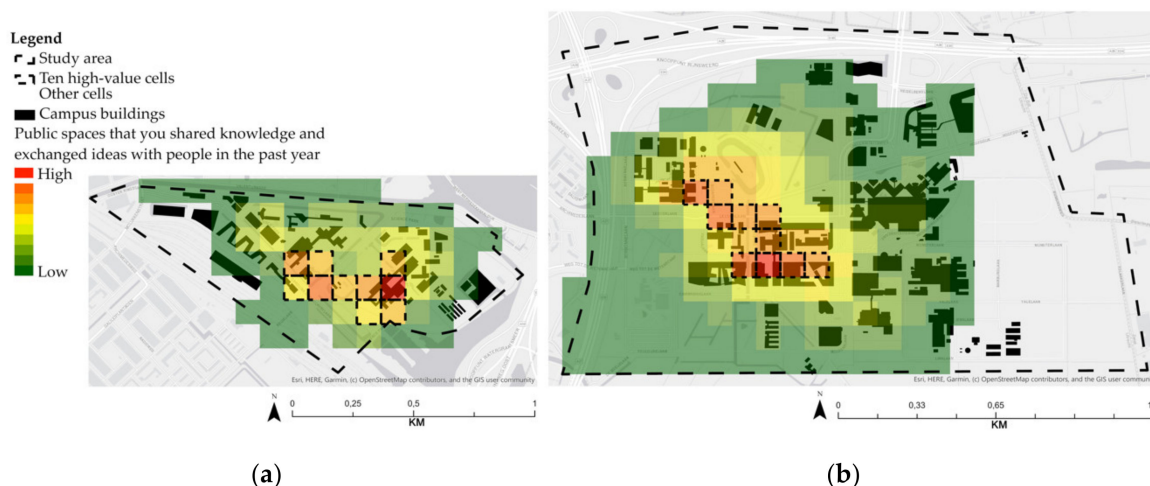 Legend
Study area
Ten high-value cells
Other cells
Campus buildings
Public spaces that you shared knowledge and
exchanged ideas with people in the past year
High
Low
Esri, HERE, Garmin, (c) OpenStreetMap contributors, and the GIS user community
N
0 0,25 0,5 1
KM
(a)
Esri, HERE, Garmin, (c) OpenStreetMap contributors, and the GIS user commun
N
0 0,33 0,65 1
KM
(b)